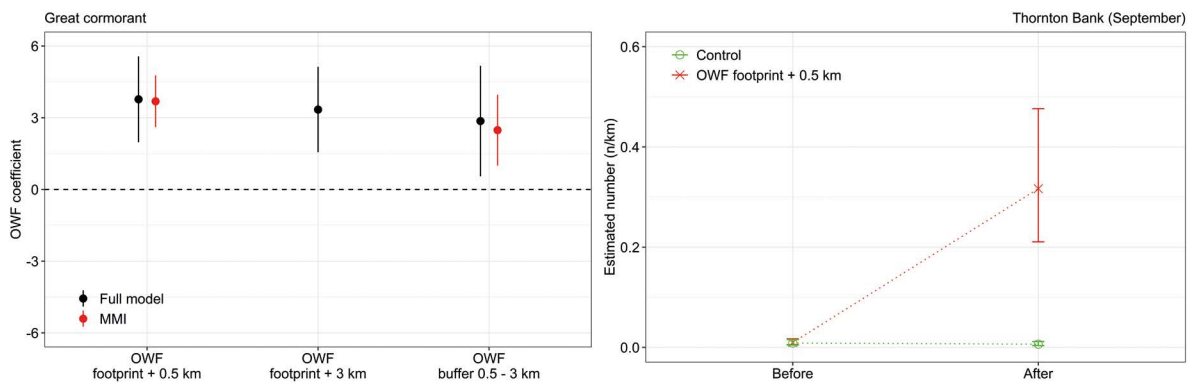 Great cormorant
6
3
0
-3
-6
OWF coefficient
Full model
MMI
OWF
footprint + 0.5 km
OWF
footprint + 3 km
OWF
buffer 0.5 - 3 km
Thornton Bank (September)
0.6
0.4
0.2
0.0
Estimated number (n/km)
Control
OWF footprint + 0.5 km
Before
After